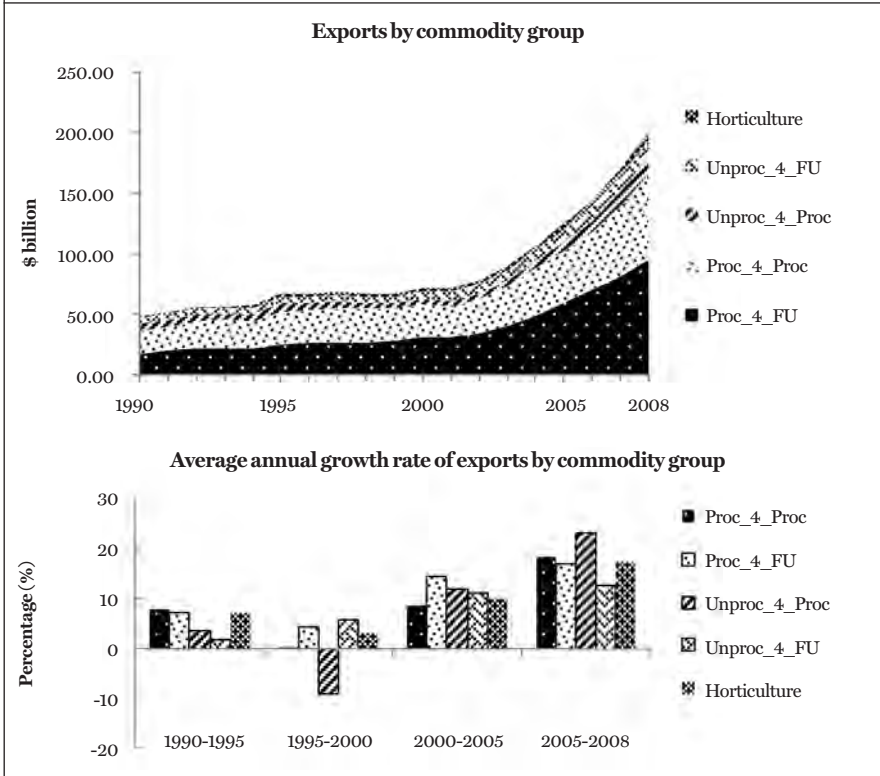 Exports by commodity group
250.00
200.00
150.00
100.00
50.00
0.00
$ billion
1990
1995
2000
2005
2008
Horticulture
Unproc_4_FU
Unproc_4_Proc
Proc_4_Proc
Proc_4_FU
Average annual growth rate of exports by commodity group
30
20
10
0
-10
-20
Percentage (%)
1990-1995
1995-2000
2000-2005
2005-2008
Proc_4_Proc
Proc_4_FU
Unproc_4_Proc
Unproc_4_FU
Horticulture